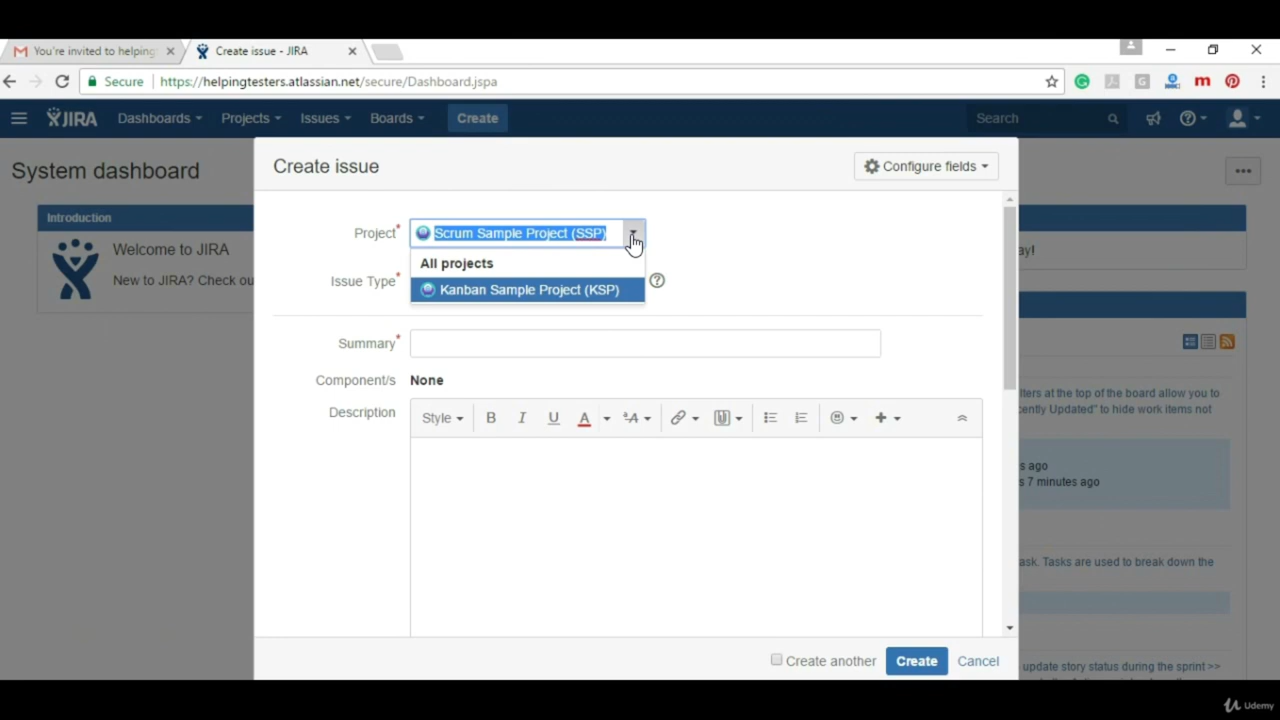 You're invited to helping
Create issue - JIRA
Secure
https://helpingtesters.atlassian.net/secure/Dashboard.jspa
JIRA
Dashboards
Projects
Issues
Boards
Create
Search
System dashboard
Create issue
Configure fields
Introduction
Welcome to JIRA
New to JIRA? Check ou
Project*
Scrum Sample Project (SSP)
All projects
Kanban Sample Project (KSP)
Issue Type*
Summary*
Component/s
None
Description
Style
B
I
U
A
ay!
lters at the top of the board allow you to
cently Updated" to hide work items not
s ago
s 7 minutes ago
ask. Tasks are used to break down the
update story status during the sprint >>
Create another
Create
Cancel
Udemy